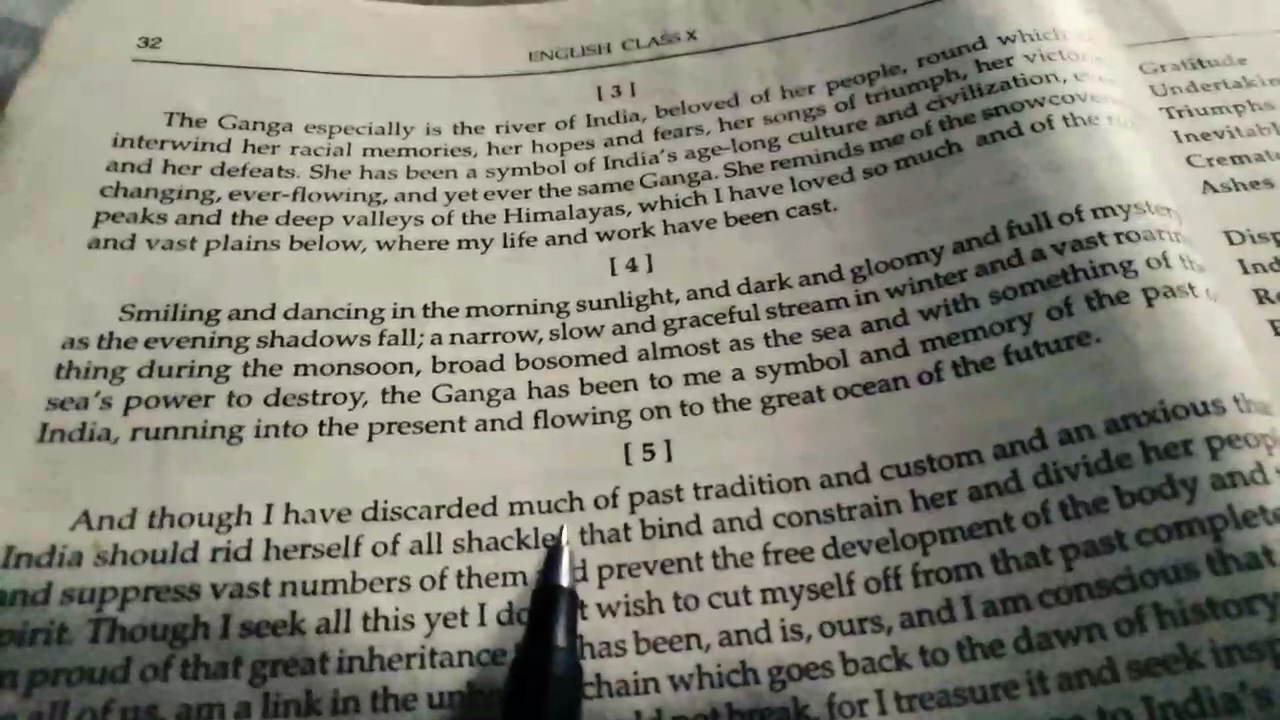 32
ENGLISH CLASS X
[3]
The Ganga especially is the river of India, beloved of her people, round which
interwind her racial memories, her hopes and fears, her songs of triumph, her
and her defeats. She has been a symbol of India's age-long culture and civilization,
changing, ever-flowing, and yet ever the same Ganga. She reminds me of the
peaks and the deep valleys of the Himalayas, which I have loved so much and of the
and vast plains below, where my life and work have been cast.
[4]
Smiling and dancing in the morning sunlight, and dark and gloomy and full of
as the evening shadows fall; a narrow, slow and graceful stream in winter and a vast
thing during the monsoon, broad bosomed almost as the sea and with something of
sea's power to destroy, the Ganga has been to me a symbol and memory of the past
India, running into the present and flowing on to the great ocean of the future.
[5]
And though I have discarded much of past tradition and custom and an anxious
India should rid herself of all that bind and constrain her and divide her
and suppress vast numbers of them prevent the free development of the body and
Though I seek all this yet I wish to cut myself off from that past
proud of that great inheritance has been, and is, ours, and I am conscious that
all of us, am a link in the chain which goes back to the dawn of history
break, for I treasure it and seek
to India's
Gratitude
Triumphs
Ashes